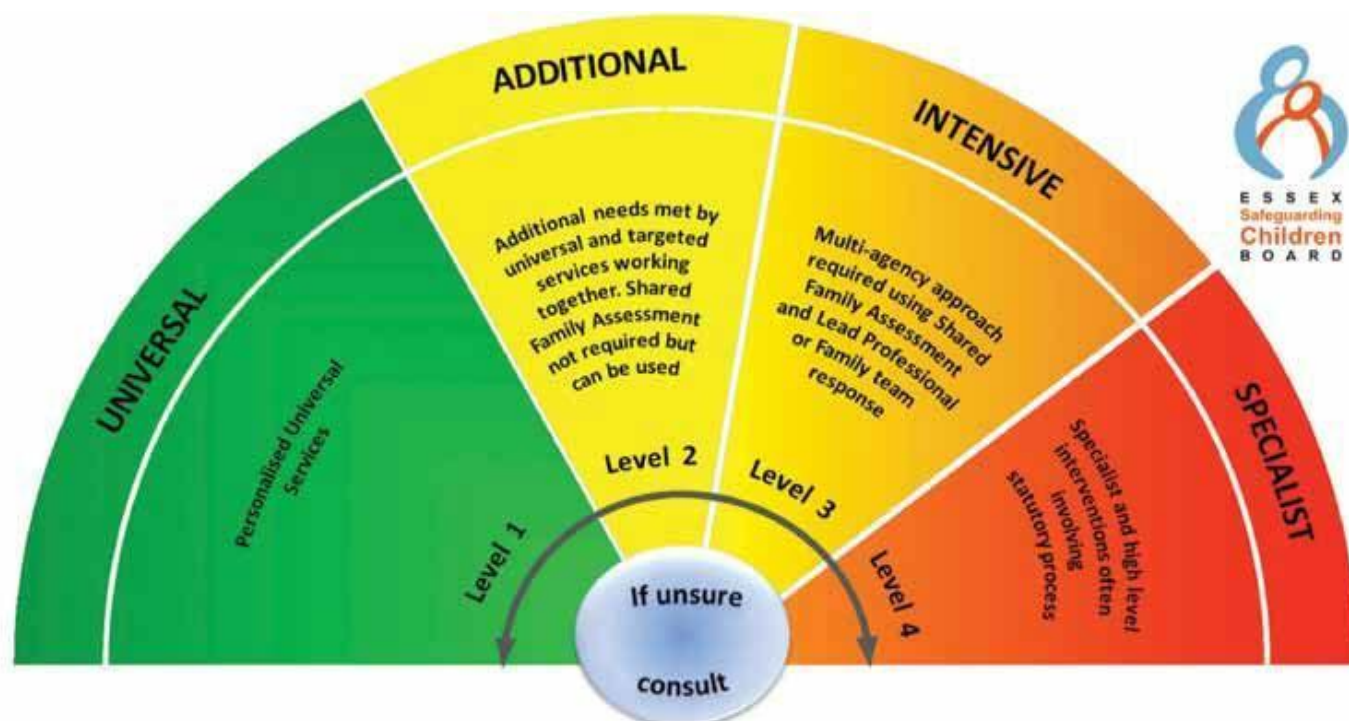 UNIVERSAL
Personalised Universal
Services
Level 1
ADDITIONAL
Additional needs met by
universal and targeted
services working
together. Shared
Family Assessment
not required but
can be used
Level 2
INTENSIVE
Multi-agency approach
required using Shared
Family Assessment
and Lead Professional
or Family team
response
Level 3
SPECIALIST
Specialist and high level
interventions often
involving
statutory process
Level 4
If unsure
consult
ESSEX
Safeguarding
Children
BOARD